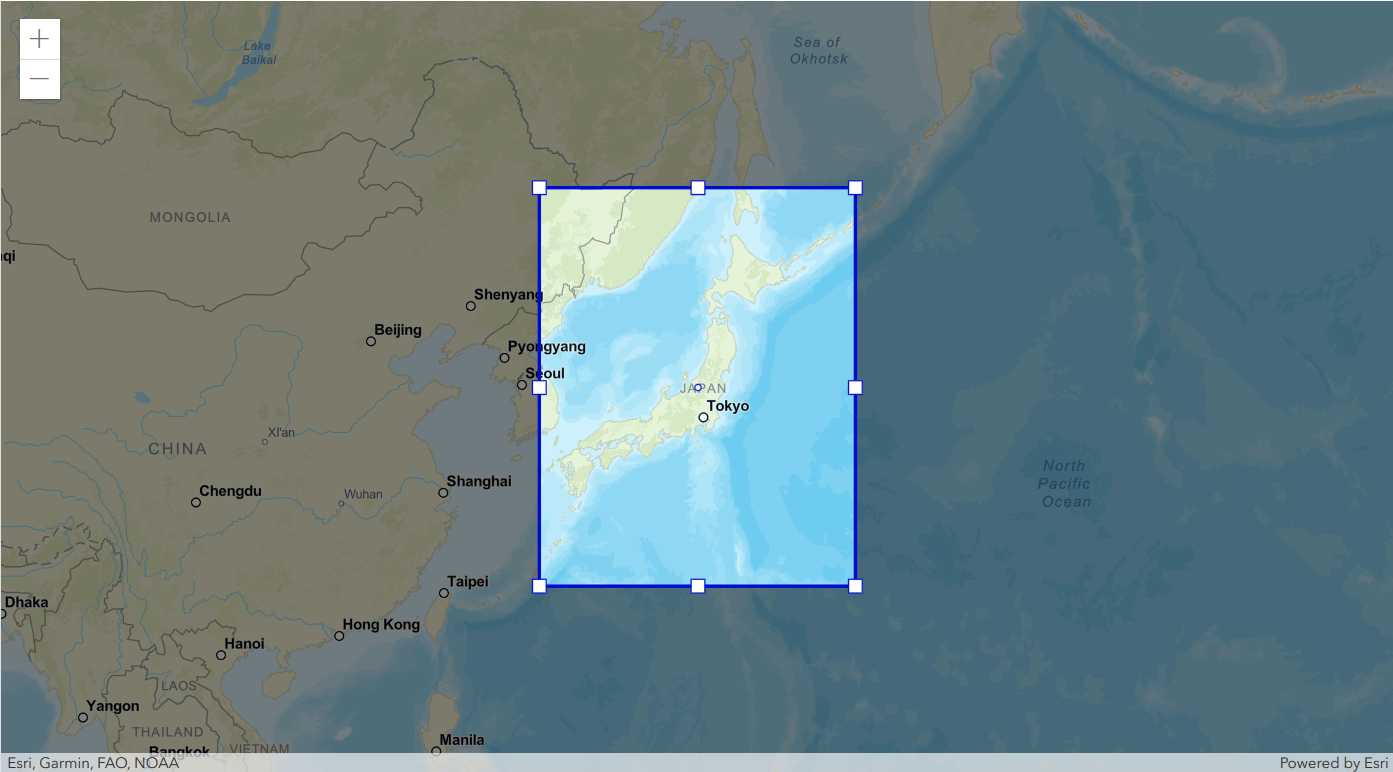 +
−
Lake
Baikal
Sea of
Okhotsk
MONGOLIA
qi
Shenyang
Beijing
Pyongyang
Seoul
JAPAN
Tokyo
Xi'an
CHINA
Shanghai
Chengdu
Wuhan
North
Pacific
Ocean
Taipei
Dhaka
Hong Kong
Hanoi
LAOS
Yangon
THAILAND
Manila
VIETNAM
Bangkok
Esri, Garmin, FAO, NOAA
Powered by Esri